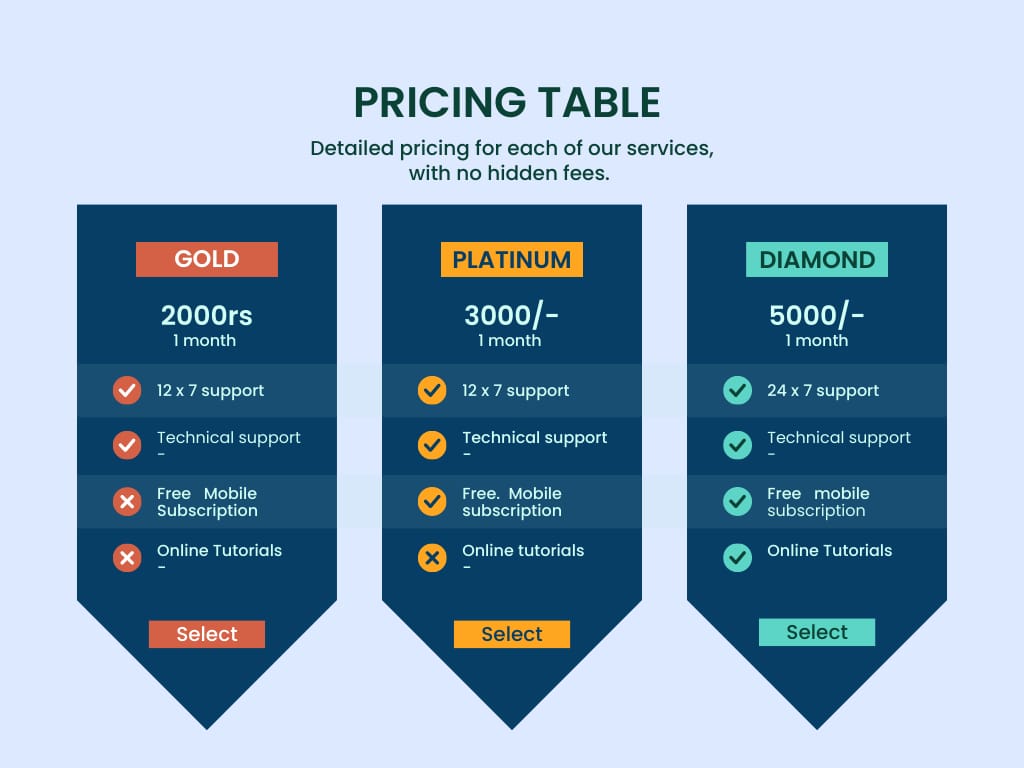 PRICING TABLE
Detailed pricing for each of our services,
with no hidden fees.
GOLD
2000rs
1 month
12 x 7 support
Technical support
-
Free Mobile
Subscription
Online Tutorials
-
Select
PLATINUM
3000/-
1 month
12 x 7 support
Technical support
-
Free. Mobile
subscription
Online tutorials
-
Select
DIAMOND
5000/-
1 month
24 x 7 support
Technical support
-
Free mobile
subscription
Online Tutorials
Select